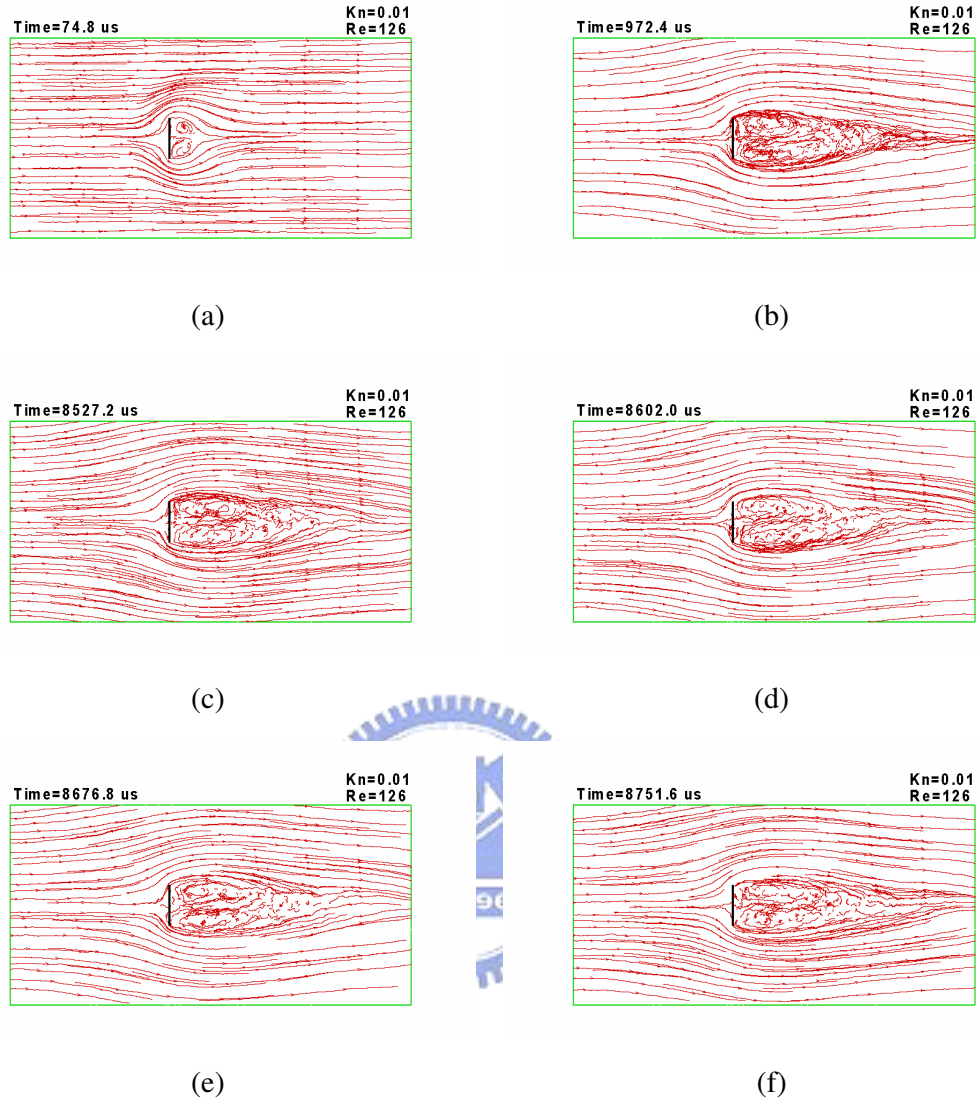 Time=74.8 us
Kn=0.01
Re=126
(a)
Time=972.4 us
Kn=0.01
Re=126
(b)
Time=8527.2 us
Kn=0.01
Re=126
(c)
Time=8602.0 us
Kn=0.01
Re=126
(d)
Time=8676.8 us
Kn=0.01
Re=126
(e)
Time=8751.6 us
Kn=0.01
Re=126
(f)